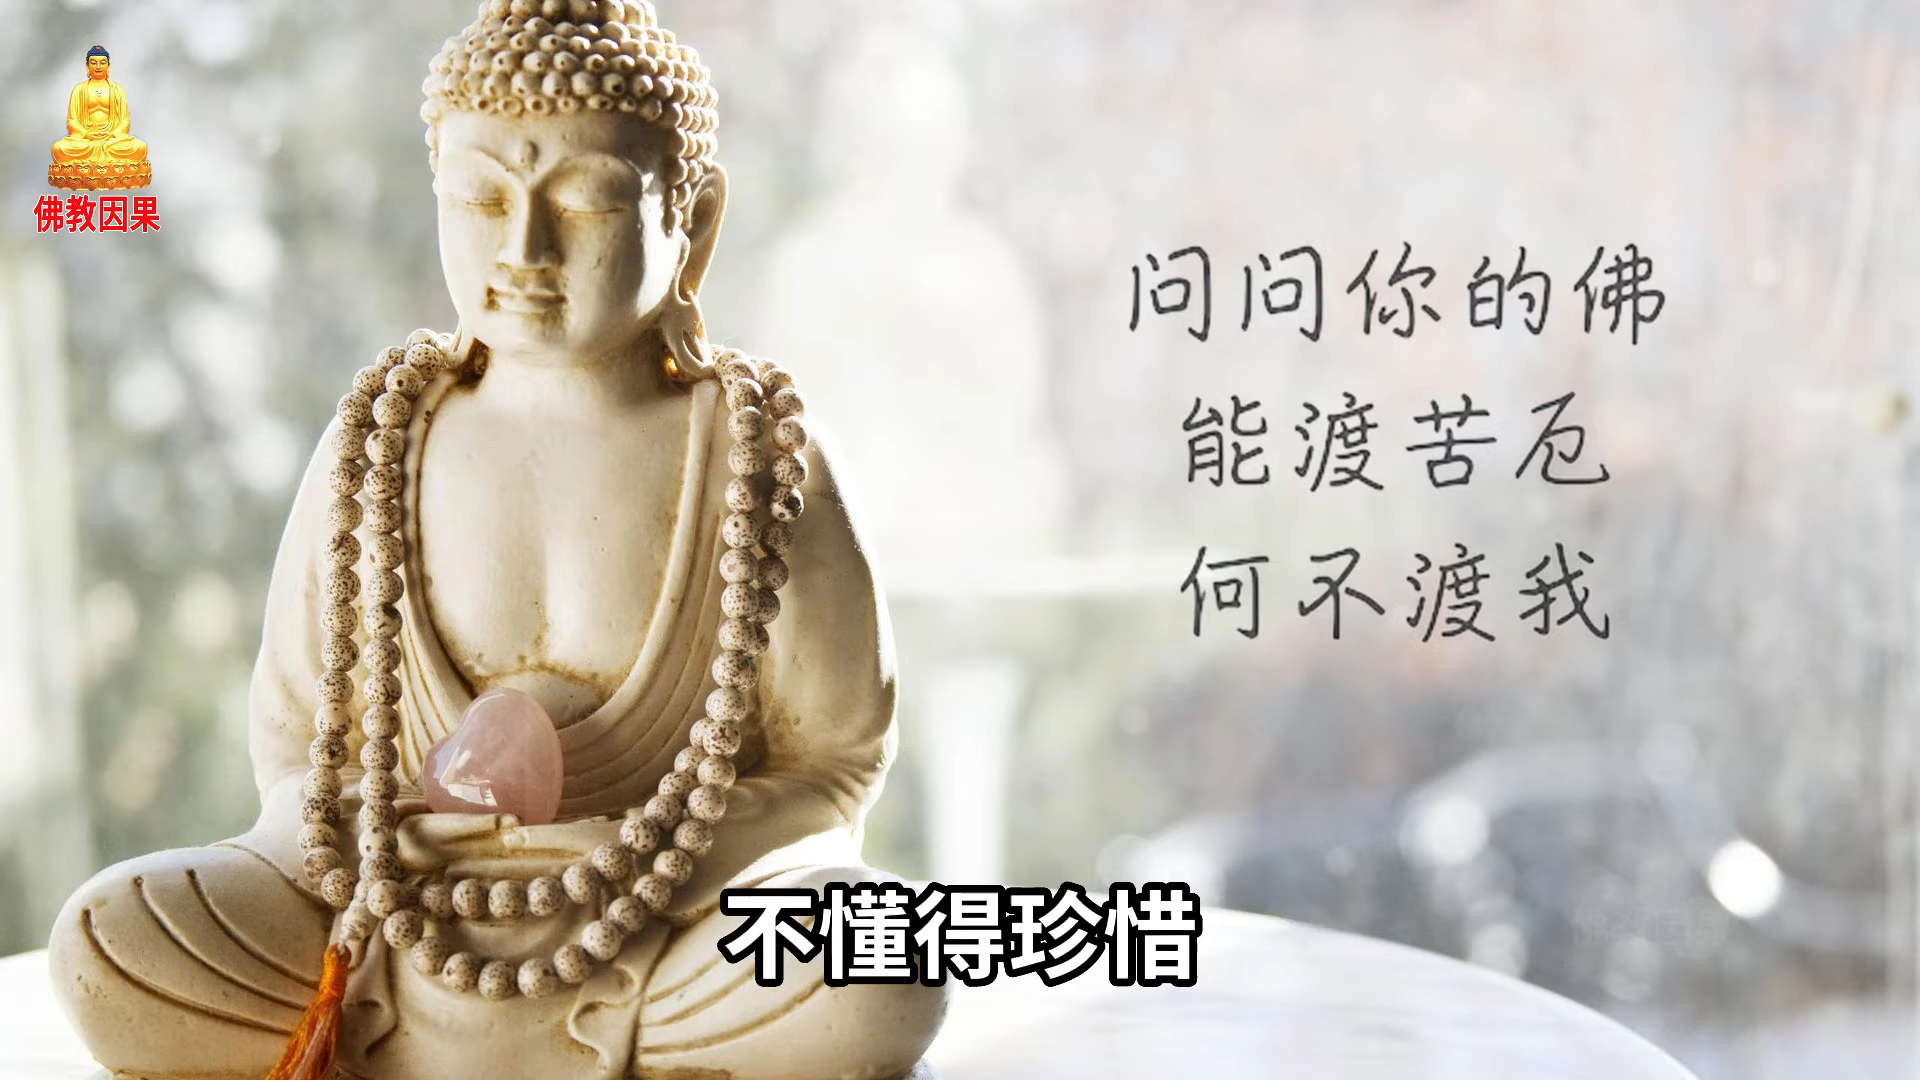 佛教因果
问问你的佛
能渡苦厄
何不渡我
不懂得珍惜